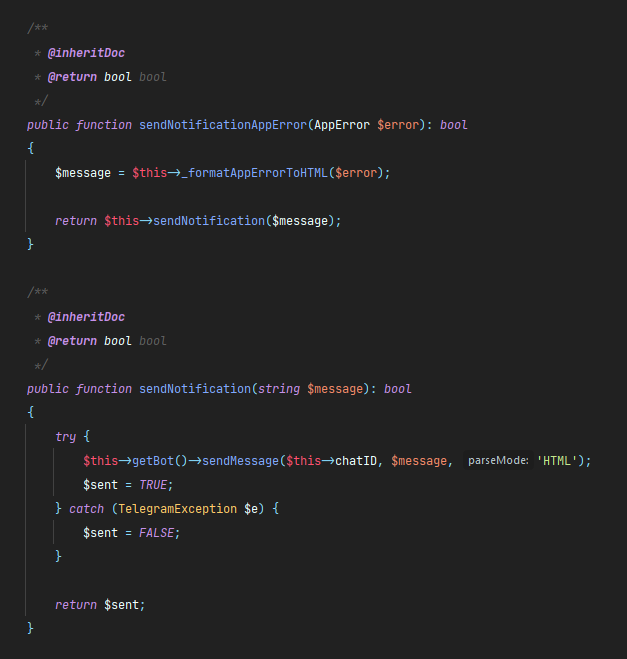 /**
 * @inheritDoc
 * @return bool bool
 */
public function sendNotificationAppError(AppError $error): bool
{
    $message = $this->_formatAppErrorToHTML($error);

    return $this->sendNotification($message);
}

/**
 * @inheritDoc
 * @return bool bool
 */
public function sendNotification(string $message): bool
{
    try {
        $this->getBot()->sendMessage($this->chatID, $message, parseMode: 'HTML');
        $sent = TRUE;
    } catch (TelegramException $e) {
        $sent = FALSE;
    }

    return $sent;
}